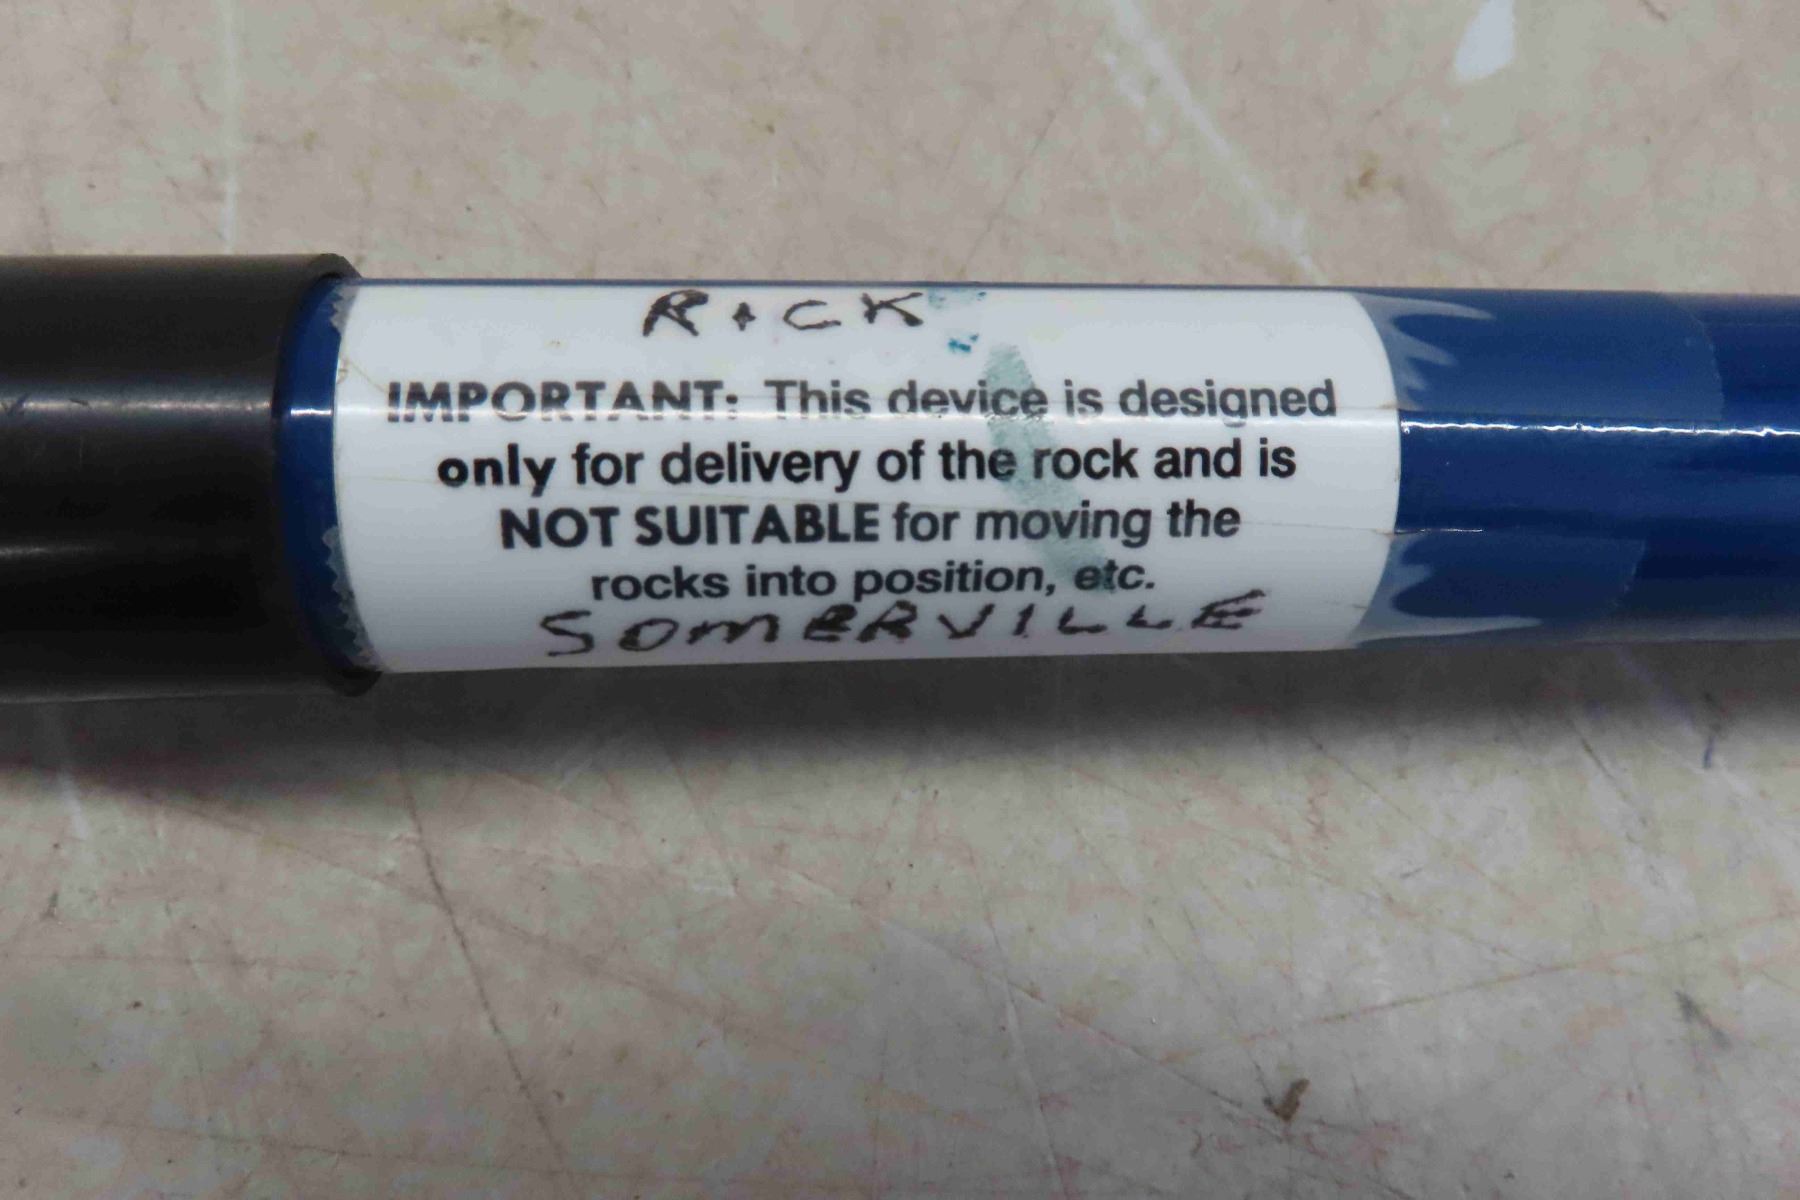 RICK
IMPORTANT: This device is designed
only for delivery of the rock and is
NOT SUITABLE for moving the
rocks into position, etc.
SOMERVILLE